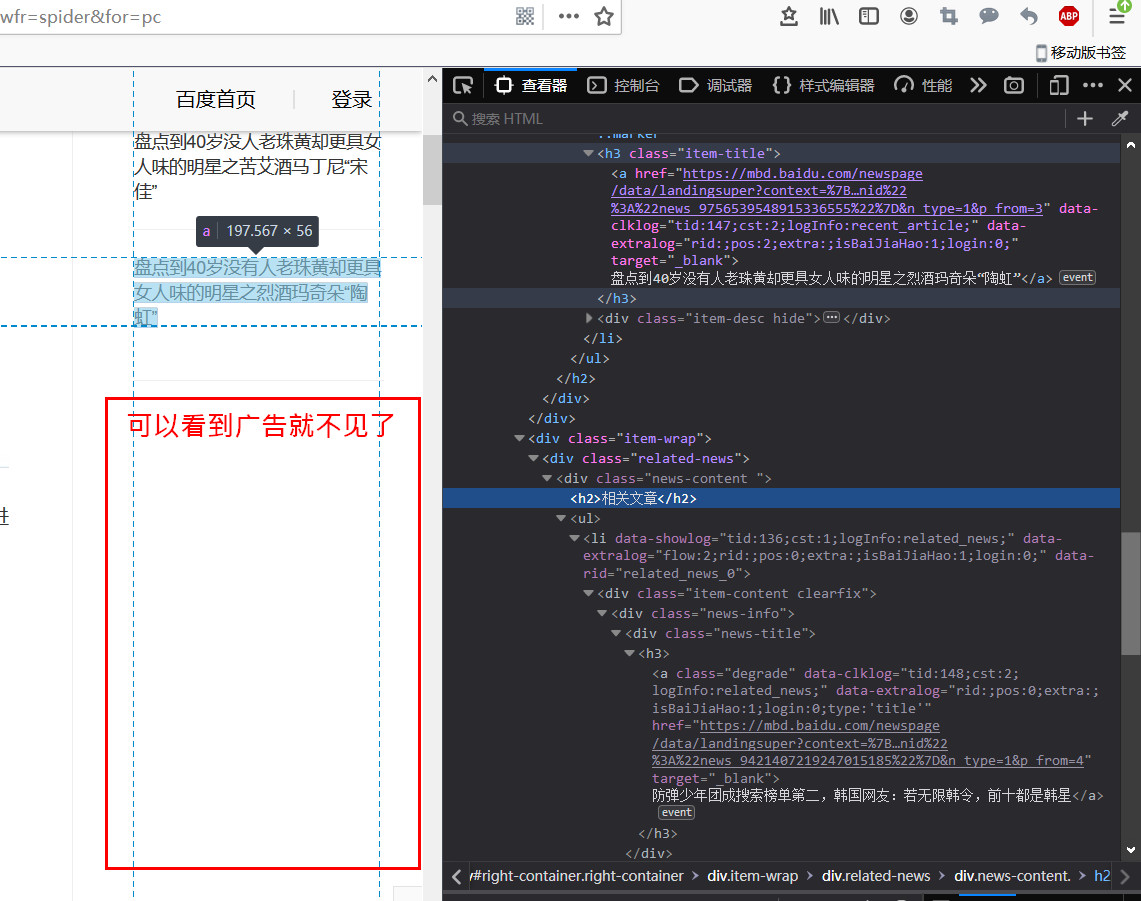 wfr=spider&for=pc
ABP
移动版书签
百度首页
登录
盘点到40岁没人老珠黄却更具女
人味的明星之苦艾酒马丁尼“宋
佳”
a 197.567 × 56
盘点到40岁没有人老珠黄却更具
女人味的明星之烈酒玛奇朵“陶
虹”
可以看到广告就不见了
进
查看器 控制台 调试器 样式编辑器 性能
搜索 HTML
::marker
<h3 class="item-title">
<a href="https://mbd.baidu.com/newspage
/data/landingsuper?context=%7B…nid%22
%3A%22news_9756539548915336555%22%7D&n_type=1&p_from=3" data-
clklog="tid:147;cst:2;logInfo:recent_article;" data-
extralog="rid:;pos:2;extra:;isBaiJiaHao:1;login:0;"
target="_blank">
盘点到40岁没有人老珠黄却更具女人味的明星之烈酒玛奇朵“陶虹”</a> event
</h3>
<div class="item-desc hide">…</div>
</li>
</ul>
</h2>
</div>
</div>
<div class="item-wrap">
<div class="related-news">
<div class="news-content ">
<h2>相关文章</h2>
<ul>
<li data-showlog="tid:136;cst:1;logInfo:related_news;" data-
extralog="flow:2;rid:;pos:0;extra:;isBaiJiaHao:1;login:0;" data-
rid="related_news_0">
<div class="item-content clearfix">
<div class="news-info">
<div class="news-title">
<h3>
<a class="degrade" data-clklog="tid:148;cst:2;
logInfo:related_news;" data-extralog="rid:;pos:0;extra:;
isBaiJiaHao:1;login:0;type:'title'"
href="https://mbd.baidu.com/newspage
/data/landingsuper?context=%7B…nid%22
%3A%22news_9421407219247015185%22%7D&n_type=1&p_from=4"
target="_blank">
防弹少年团成搜索榜单第二，韩国网友：若无限韩令，前十都是韩星</a>
event
</h3>
</div>
#right-container.right-container > div.item-wrap > div.related-news > div.news-content. > h2